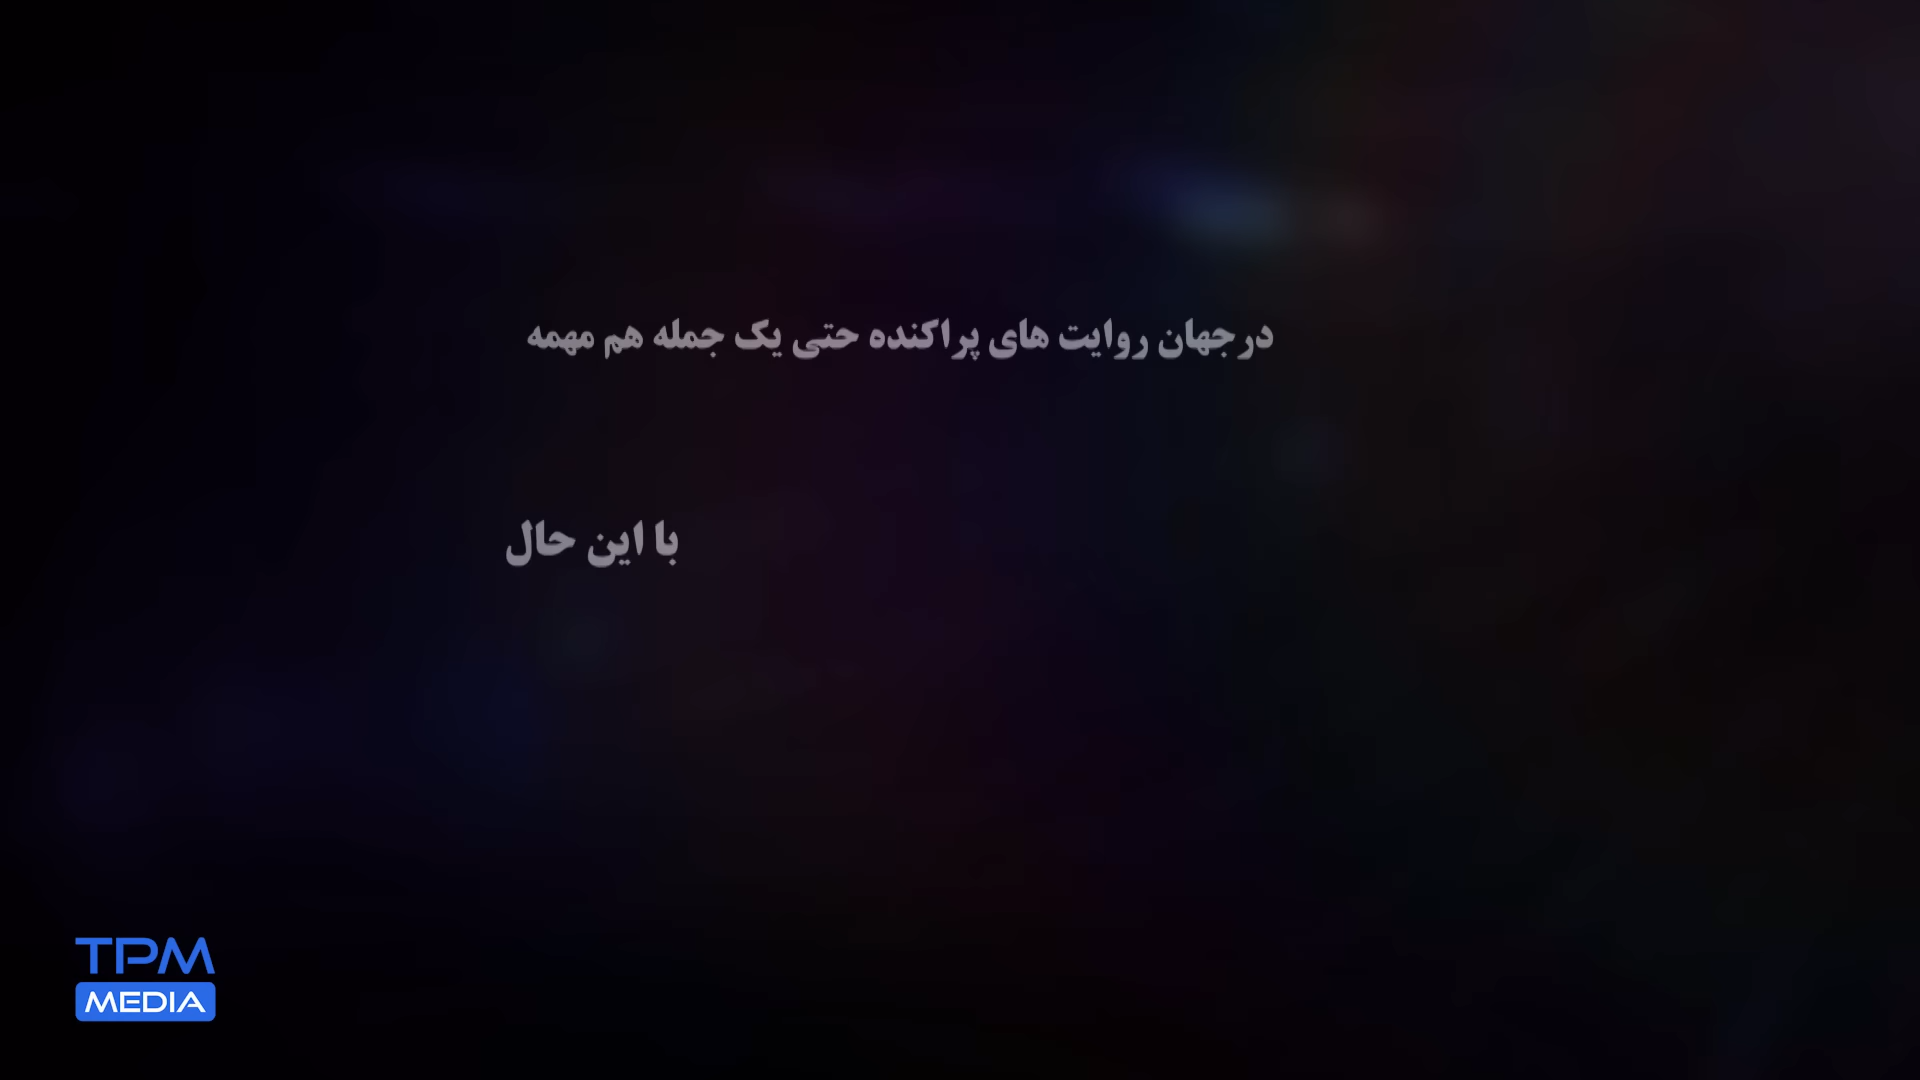 درجهان روایت های پراکنده حتی یک جمله هم مهمه
با این حال
TPM
MEDIA